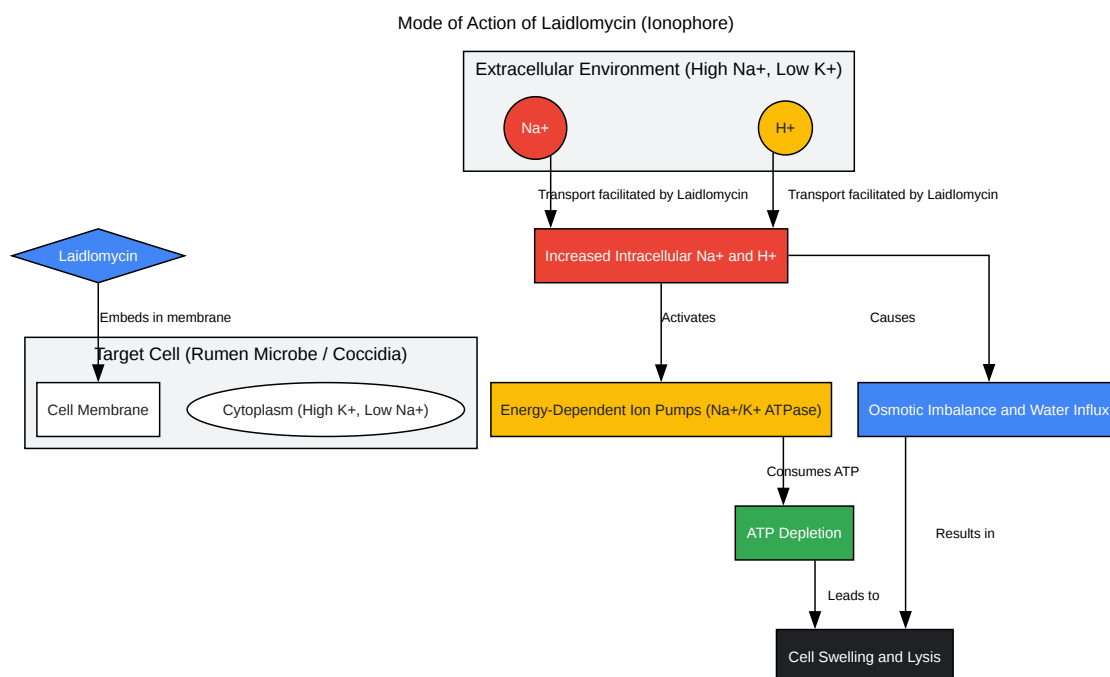 Mode of Action of Laidlomycin (Ionophore)
Extracellular Environment (High Na+, Low K+)
Na+
H+
Transport facilitated by Laidlomycin
Transport facilitated by Laidlomycin
Laidlomycin
Increased Intracellular Na+ and H+
Embeds in membrane
Activates
Causes
Target Cell (Rumen Microbe / Coccidia)
Cell Membrane
Cytoplasm (High K+, Low Na+)
Energy-Dependent Ion Pumps (Na+/K+ ATPase)
Osmotic Imbalance and Water Influx
Consumes ATP
ATP Depletion
Results in
Leads to
Cell Swelling and Lysis